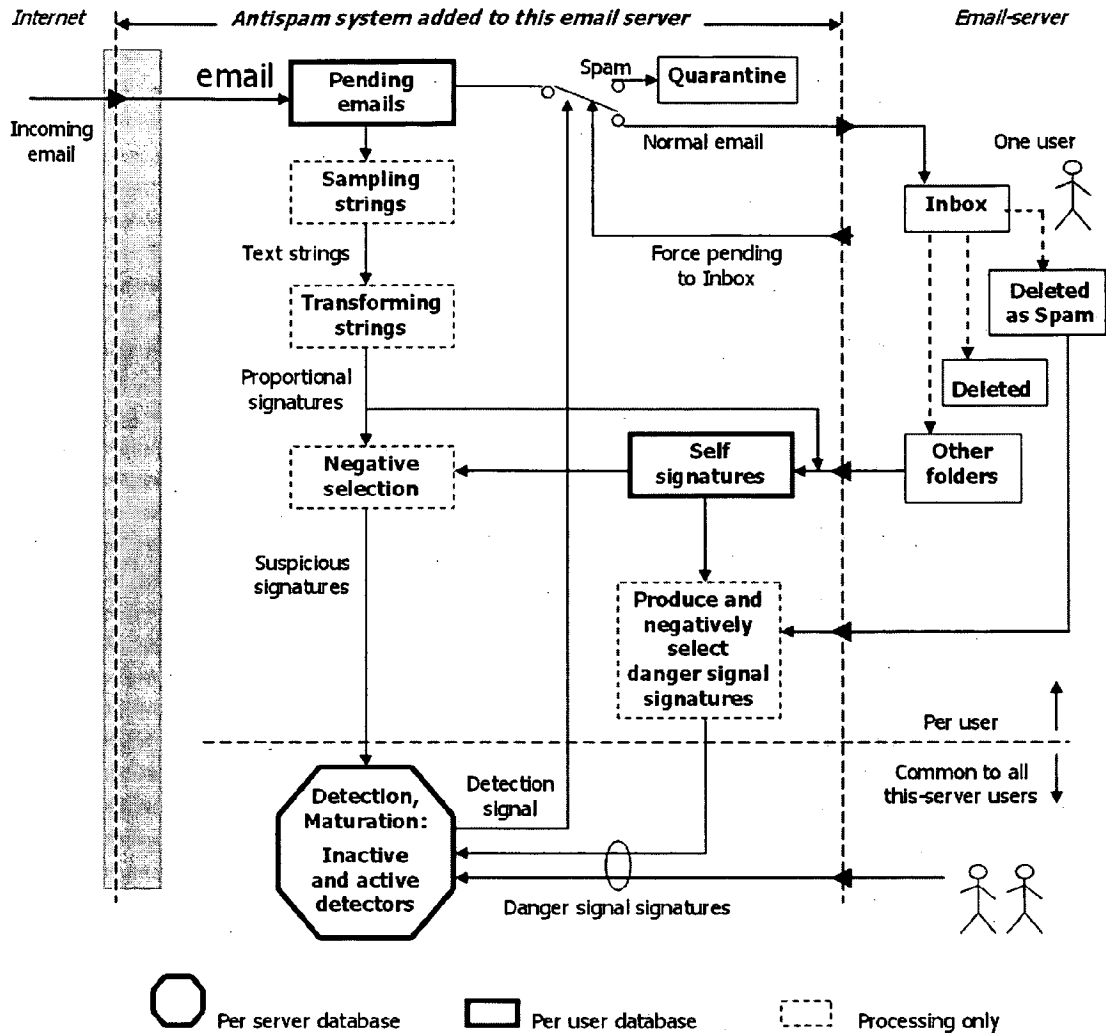 Internet
Antispam system added to this email server
Email-server
email
Pending
emails
Spam
Quarantine
Incoming
email
Normal email
One user
Sampling
strings
Inbox
Text strings
Force pending
to Inbox
Transforming
strings
Deleted
as Spam
Proportional
signatures
Deleted
Negative
selection
Self
signatures
Other
folders
Suspicious
signatures
Produce and
negatively
select
danger signal
signatures
Per user
Common to all
this-server users
Detection,
Maturation:
Inactive
and active
detectors
Detection
signal
Danger signal signatures
Per server database
Per user database
Processing only